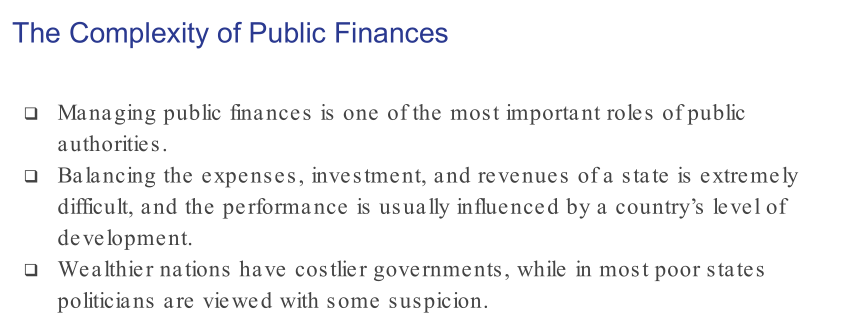 The Complexity of Public Finances
❑ Managing public finances is one of the most important roles of public
authorities.
❑ Balancing the expenses, investment, and revenues of a state is extremely
difficult, and the performance is usually influenced by a country’s level of
development.
❑ Wealthier nations have costlier governments, while in most poor states
politicians are viewed with some suspicion.